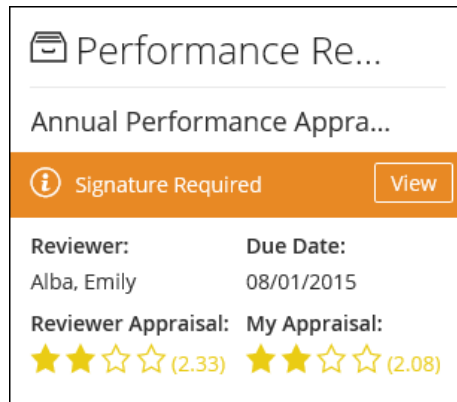 Performance Re...
Annual Performance Appra...
Signature Required View
Reviewer: Due Date:
Alba, Emily 08/01/2015
Reviewer Appraisal: My Appraisal:
(2.33) (2.08)